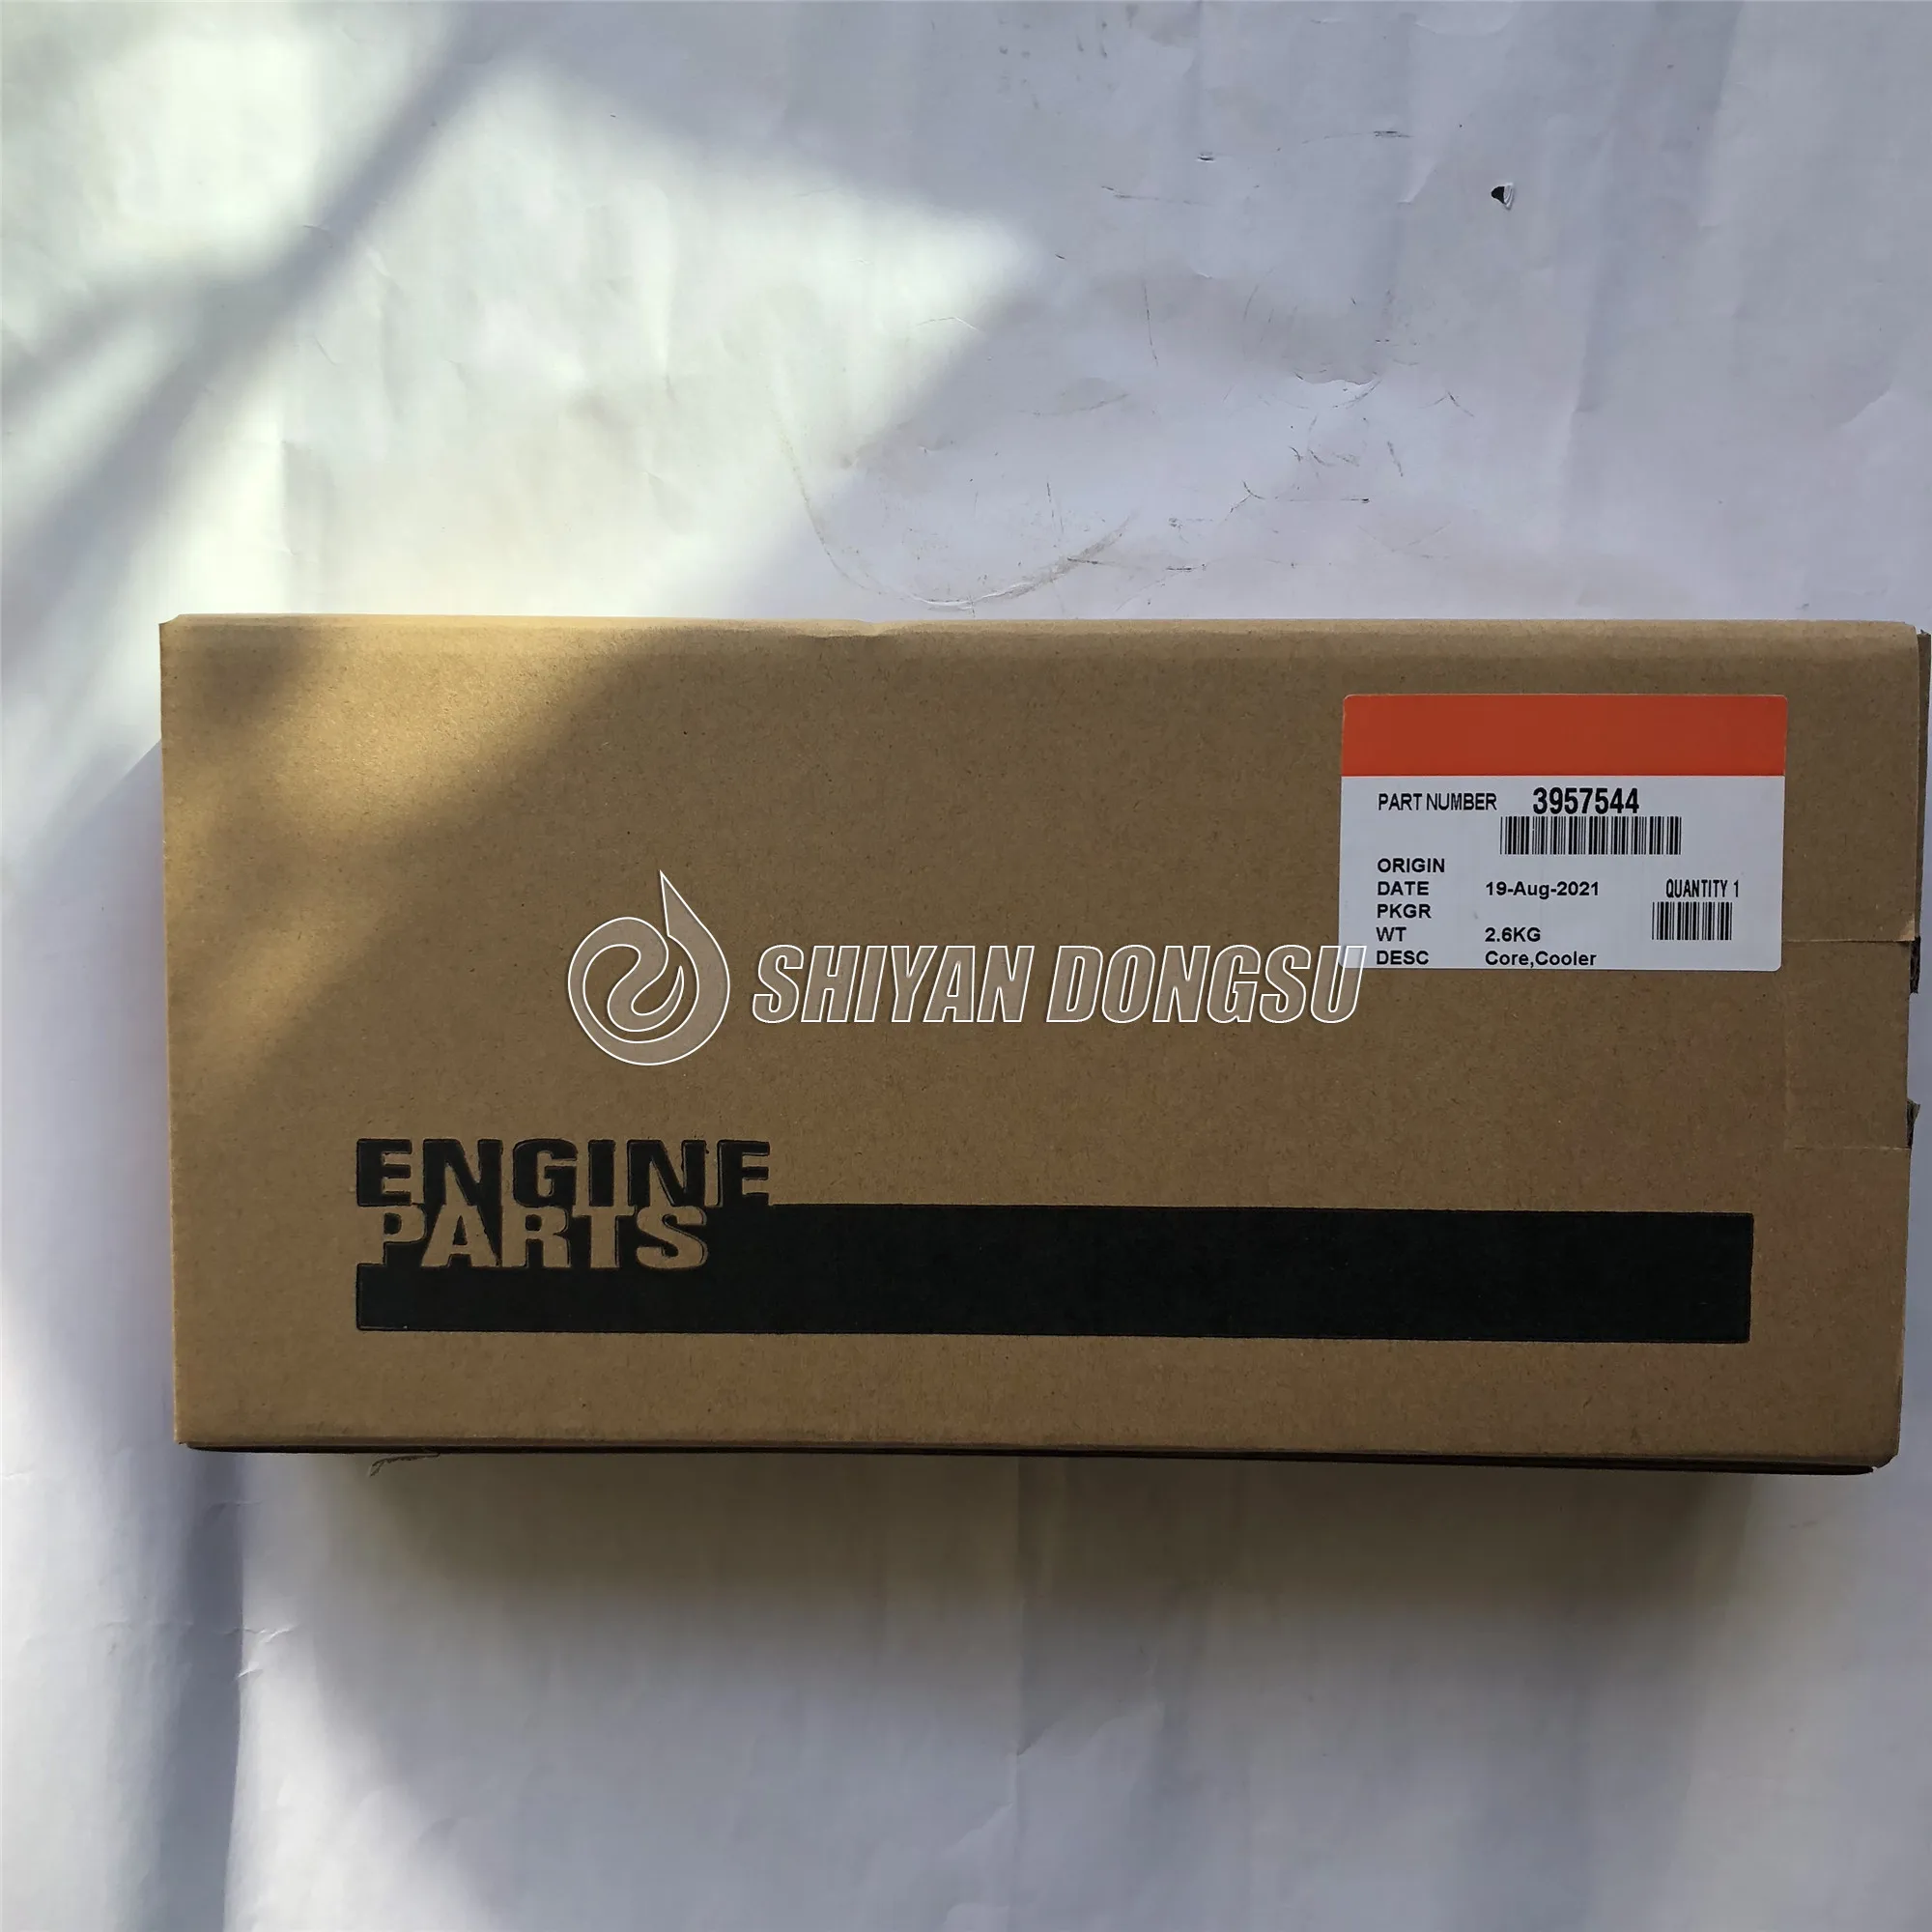 PART NUMBER 3957544
ORIGIN
DATE 19-Aug-2021 QUANTITY 1
PKGR
WT 2.6KG
DESC Core,Cooler
SHIYAN DONGSU
ENGINE
PARTS